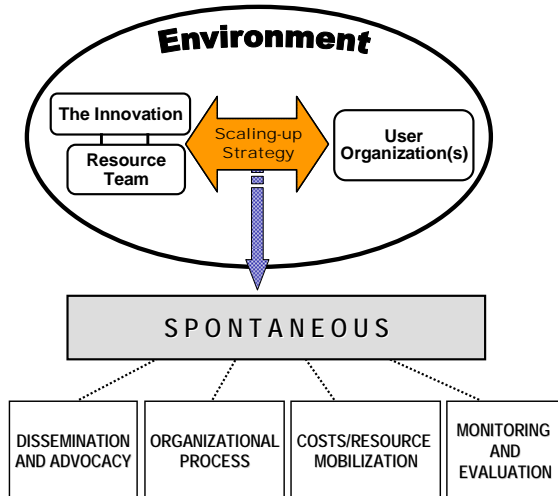 Environment
The Innovation
Resource
Team
Scaling-up
Strategy
User
Organization(s)
SPONTANEOUS
DISSEMINATION
AND ADVOCACY
ORGANIZATIONAL
PROCESS
COSTS/RESOURCE
MOBILIZATION
MONITORING
AND
EVALUATION